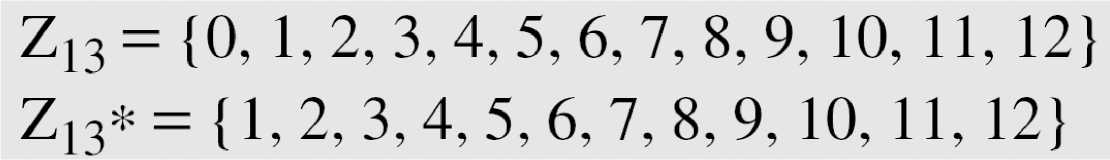 Z₁₃ = {0, 1, 2, 3, 4, 5, 6, 7, 8, 9, 10, 11, 12}
Z₁₃* = {1, 2, 3, 4, 5, 6, 7, 8, 9, 10, 11, 12}